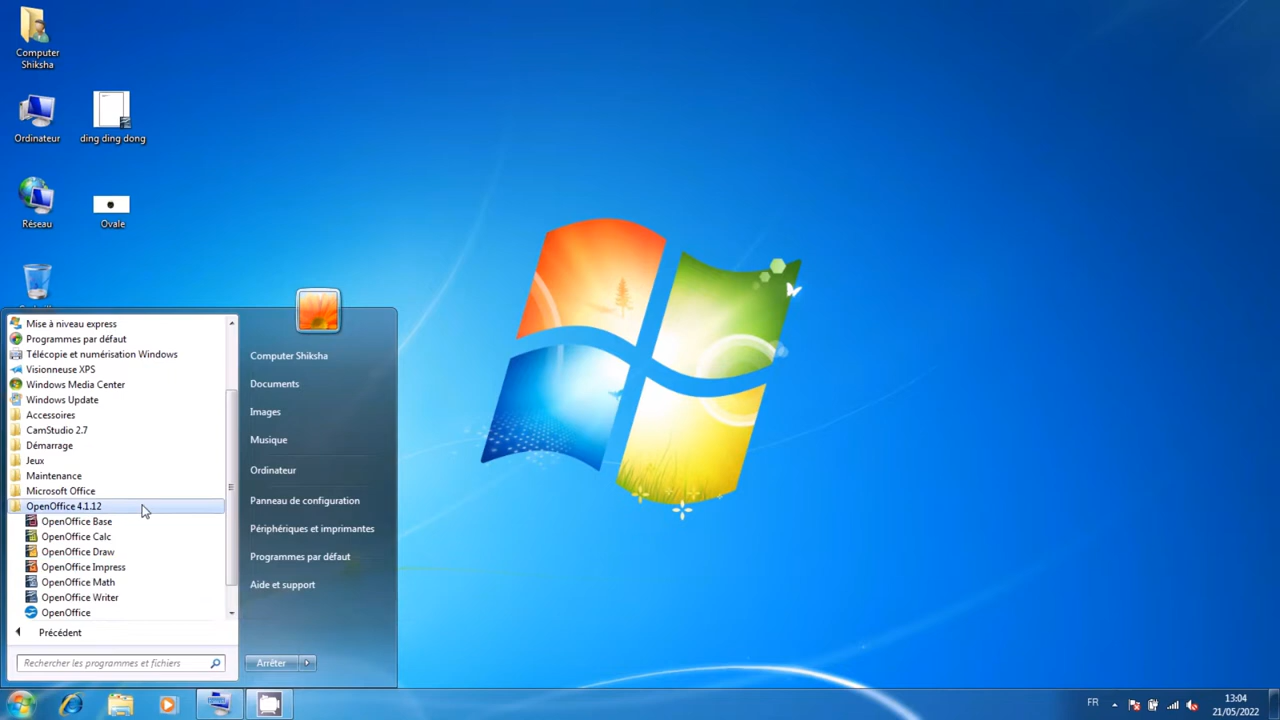 Computer
Shiksha
Ordinateur
ding ding dong
Réseau
Ovale
Mise à niveau express
Programmes par défaut
Télécopie et numérisation Windows
Visionneuse XPS
Windows Media Center
Windows Update
Accessoires
CamStudio 2.7
Démarrage
Jeux
Maintenance
Microsoft Office
OpenOffice 4.1.12
OpenOffice Base
OpenOffice Calc
OpenOffice Draw
OpenOffice Impress
OpenOffice Math
OpenOffice Writer
OpenOffice
Précédent
Rechercher les programmes et fichiers
Computer Shiksha
Documents
Images
Musique
Ordinateur
Panneau de configuration
Périphériques et imprimantes
Programmes par défaut
Aide et support
Arrêter
FR
13:04
21/05/2022